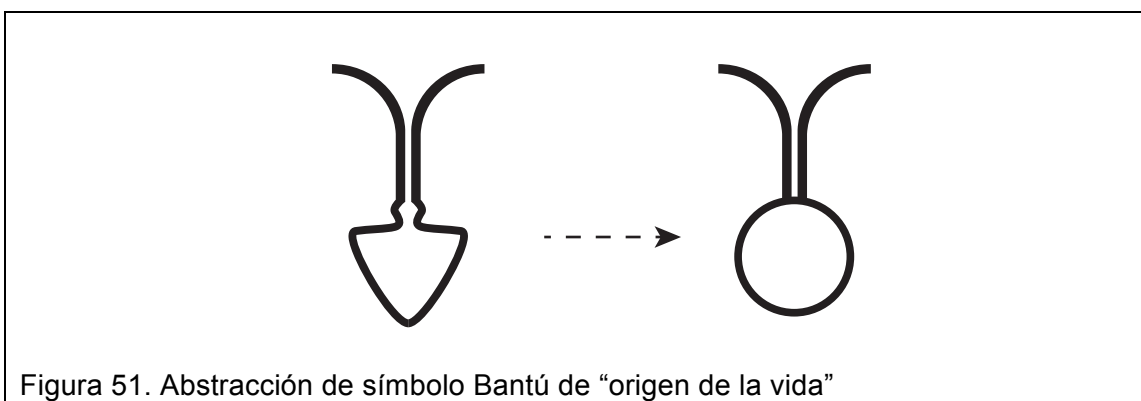 Figura 51. Abstracción de símbolo Bantú de “origen de la vida”